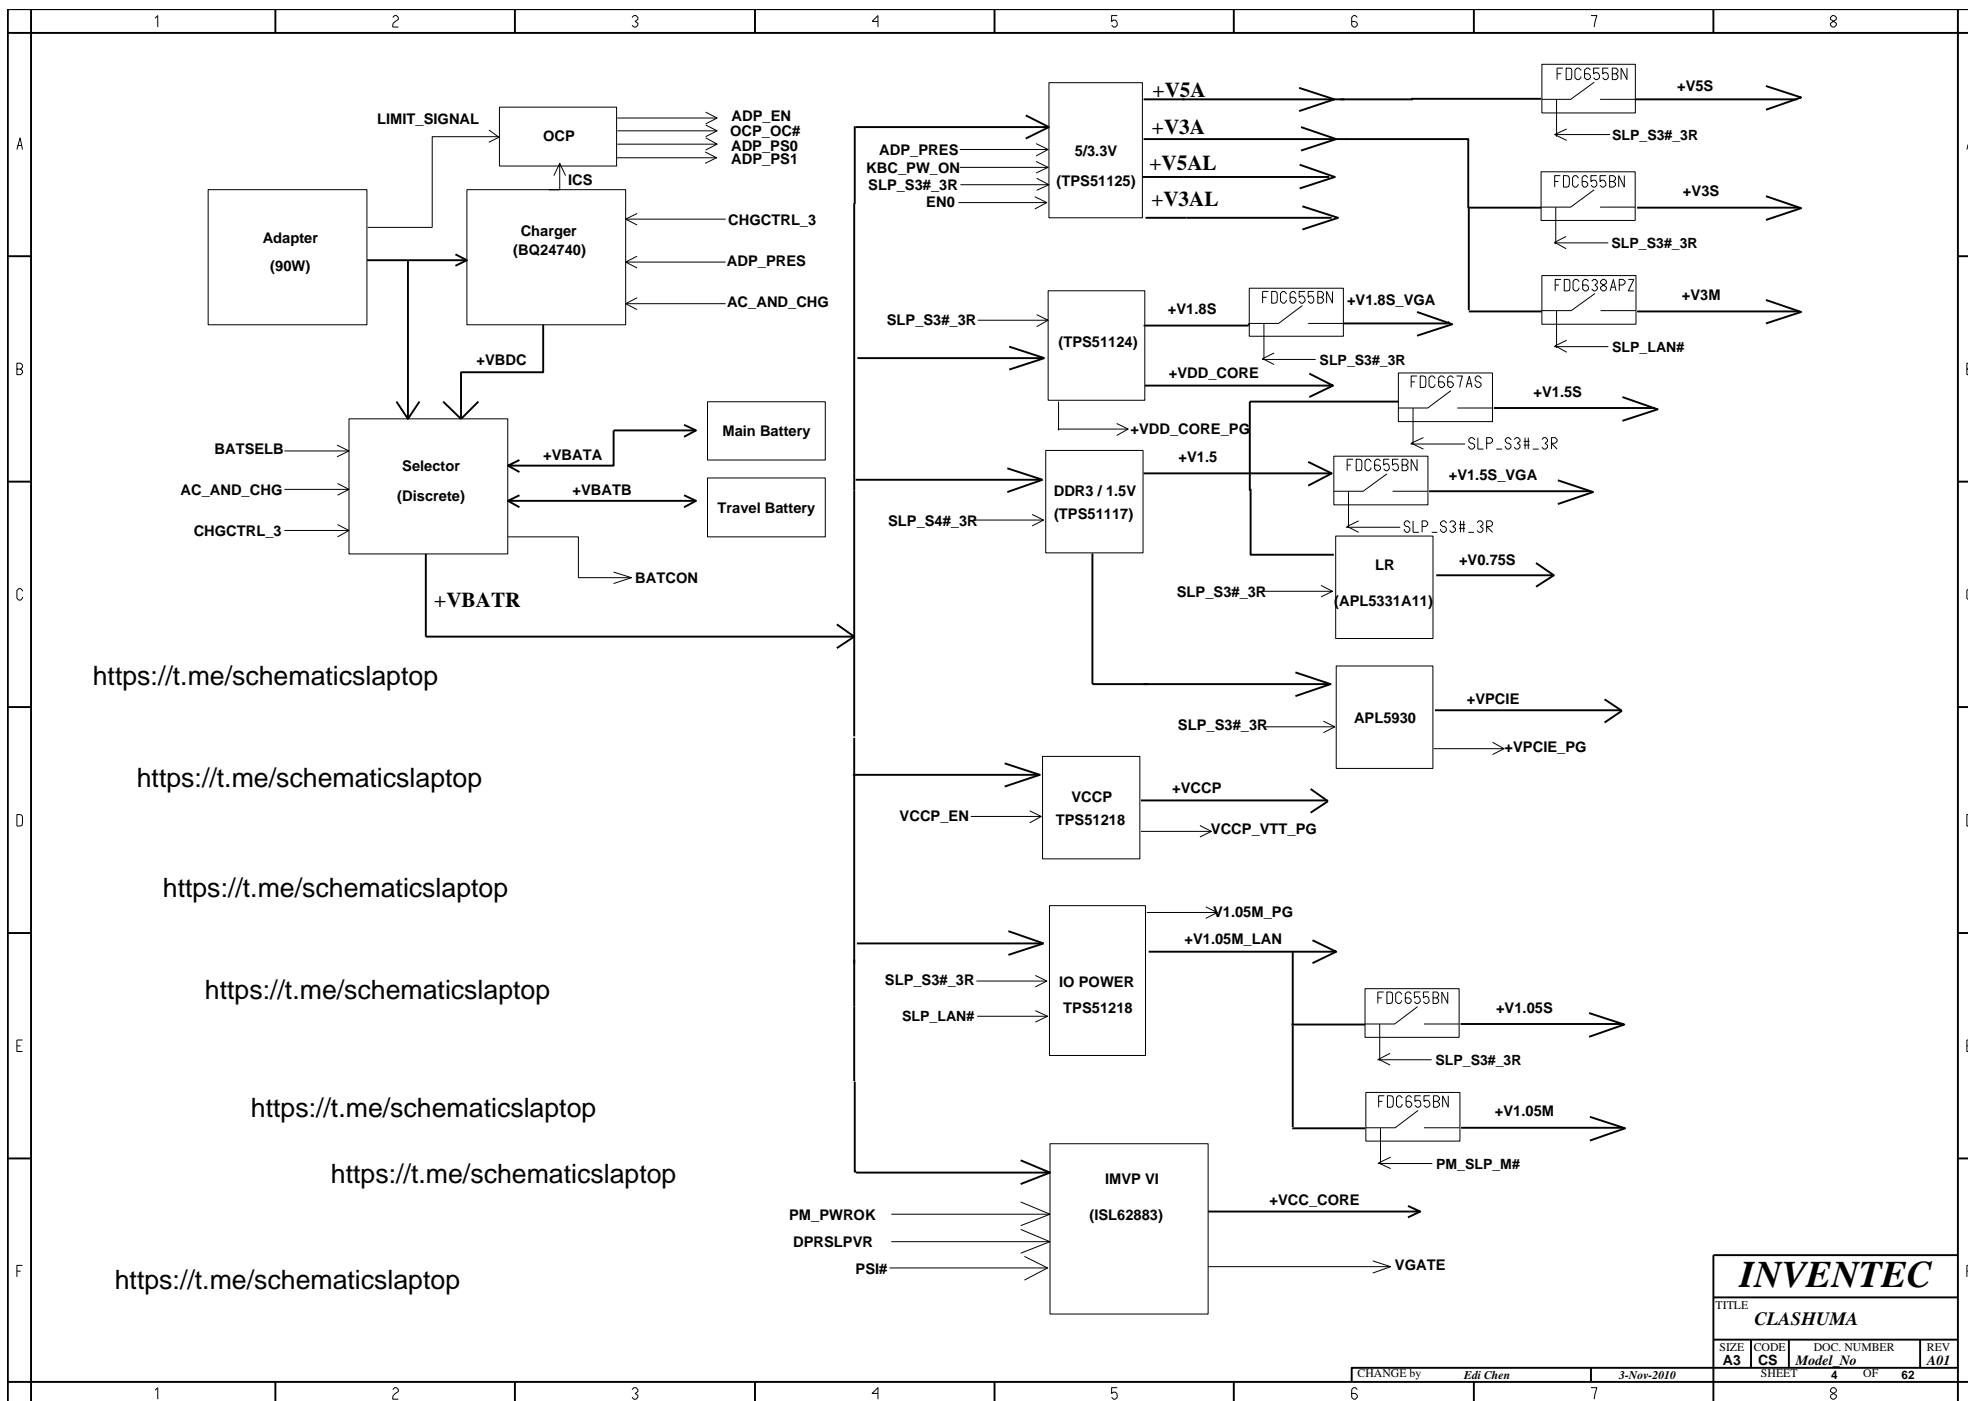 1 2 3 4 5 6 7 8
A
B
C
D
E
F
LIMIT_SIGNAL
OCP
ADP_EN
OCP_OC#
ADP_PS0
ADP_PS1
ICS
Adapter
(90W)
Charger
(BQ24740)
CHGCTRL_3
ADP_PRES
AC_AND_CHG
+VBDC
BATSELB
AC_AND_CHG
CHGCTRL_3
Selector
(Discrete)
+VBATA
+VBATB
Main Battery
Travel Battery
BATCON
+VBATR
ADP_PRES
KBC_PW_ON
SLP_S3#_3R
EN0
5/3.3V
(TPS51125)
+V5A
+V3A
+V5AL
+V3AL
FDC655BN
+V5S
SLP_S3#_3R
FDC655BN
+V3S
SLP_S3#_3R
FDC638APZ
+V3M
SLP_LAN#
SLP_S3#_3R
(TPS51124)
+V1.8S
FDC655BN
+V1.8S_VGA
SLP_S3#_3R
+VDD_CORE
+VDD_CORE_PG
FDC667AS
+V1.5S
SLP_S3#_3R
DDR3 / 1.5V
(TPS51117)
SLP_S4#_3R
+V1.5
FDC655BN
+V1.5S_VGA
SLP_S3#_3R
LR
(APL5331A11)
SLP_S3#_3R
+V0.75S
APL5930
SLP_S3#_3R
+VPCIE
+VPCIE_PG
VCCP
TPS51218
VCCP_EN
+VCCP
VCCP_VTT_PG
V1.05M_PG
+V1.05M_LAN
IO POWER
TPS51218
SLP_S3#_3R
SLP_LAN#
FDC655BN
+V1.05S
SLP_S3#_3R
FDC655BN
+V1.05M
PM_SLP_M#
IMVP VI
(ISL62883)
PM_PWROK
DPRSLPVR
PSI#
+VCC_CORE
VGATE
https://t.me/schematicslaptop
https://t.me/schematicslaptop
https://t.me/schematicslaptop
https://t.me/schematicslaptop
https://t.me/schematicslaptop
https://t.me/schematicslaptop
https://t.me/schematicslaptop
INVENTEC
TITLE
CLASHUMA
SIZE CODE DOC. NUMBER REV
A3 CS Model_No A01
CHANGE by Edi Chen 3-Nov-2010 SHEET 4 OF 62
1 2 3 4 5 6 7 8